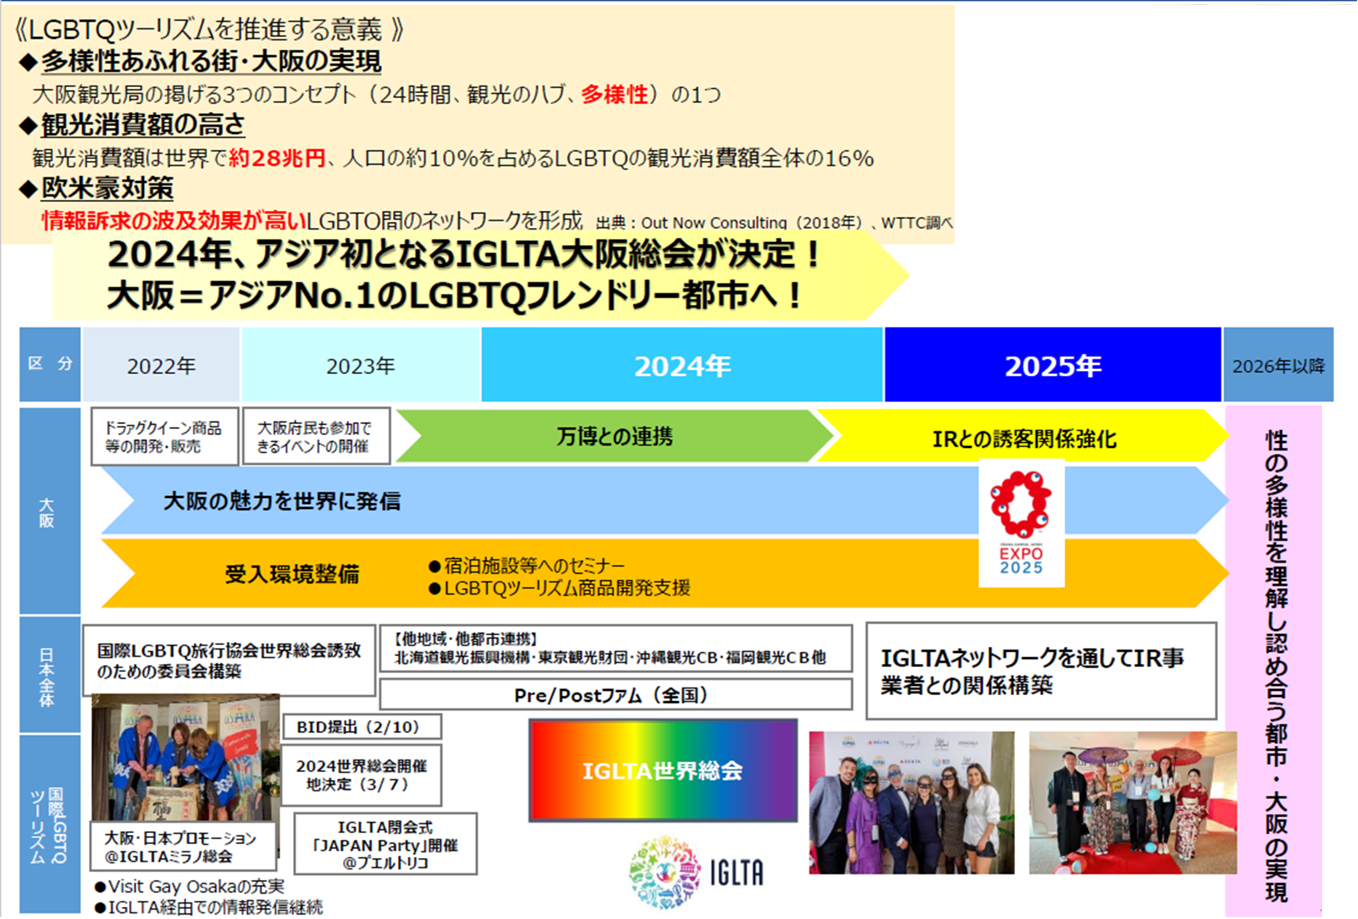 《LGBTQツーリズムを推進する意義 》
◆多様性あふれる街・大阪の実現
大阪観光局の掲げる3つのコンセプト（24時間、観光のハブ、多様性）の1つ
◆観光消費額の高さ
観光消費額は世界で約28兆円、人口の約10%を占めるLGBTQの観光消費額全体の16%
◆欧米豪対策
情報訴求の波及効果が高いLGBTQ間のネットワークを形成 出典：Out Now Consulting（2018年）、WTTC調べ
2024年、アジア初となるIGLTA大阪総会が決定！
大阪＝アジアNo.1のLGBTQフレンドリー都市へ！
区 分
2022年
2023年
2024年
2025年
2026年以降
大阪
ドラァグクイーン商品
等の開発・販売
大阪府民も参加で
きるイベントの開催
万博との連携
IRとの誘客関係強化
大阪の魅力を世界に発信
EXPO
2025
受入環境整備
●宿泊施設等へのセミナー
●LGBTQツーリズム商品開発支援
性の多様性を理解し認め合う都市・大阪の実現
日本全体
国際LGBTQ旅行協会世界総会誘致
のための委員会構築
【他地域・他都市連携】
北海道観光振興機構・東京観光財団・沖縄観光CB・福岡観光ＣＢ他
Pre/Postファム（全国）
IGLTAネットワークを通してIR事
業者との関係構築
国際LGBTQ
ツーリズム
BID提出（2/10）
2024世界総会開催
地決定（3/７）
IGLTA閉会式
「JAPAN Party」開催
@プエルトリコ
大阪・日本プロモーション
@IGLTAミラノ総会
IGLTA世界総会
IGLTA
●Visit Gay Osakaの充実
●IGLTA経由での情報発信継続